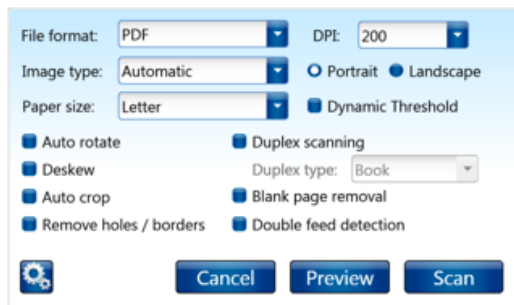 File format: PDF DPI: 200
Image type: Automatic Portrait Landscape
Paper size: Letter Dynamic Threshold
Auto rotate Duplex scanning
Deskew Duplex type: Book
Auto crop Blank page removal
Remove holes / borders Double feed detection
Cancel Preview Scan